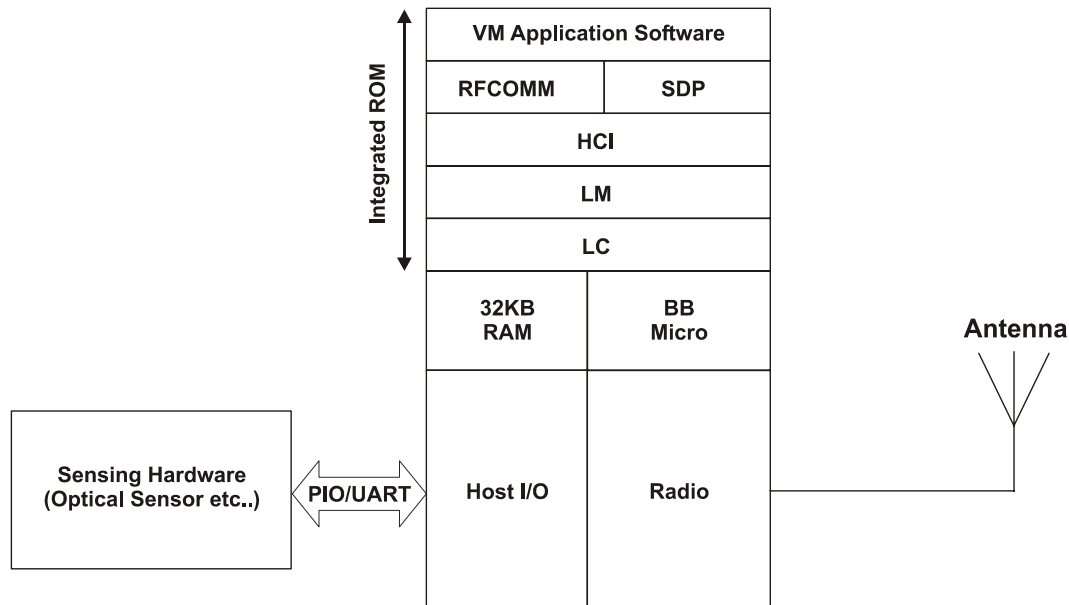 VM Application Software
RFCOMM
SDP
HCI
LM
LC
Integrated ROM
32KB
RAM
BB
Micro
Antenna
Sensing Hardware
(Optical Sensor etc..)
PIO/UART
Host I/O
Radio